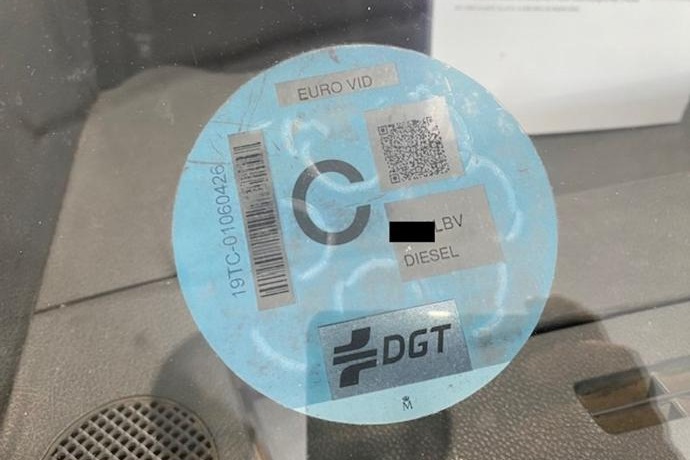 EURO VID
19TC-01060426
C
LBV
DIESEL
DGT
M